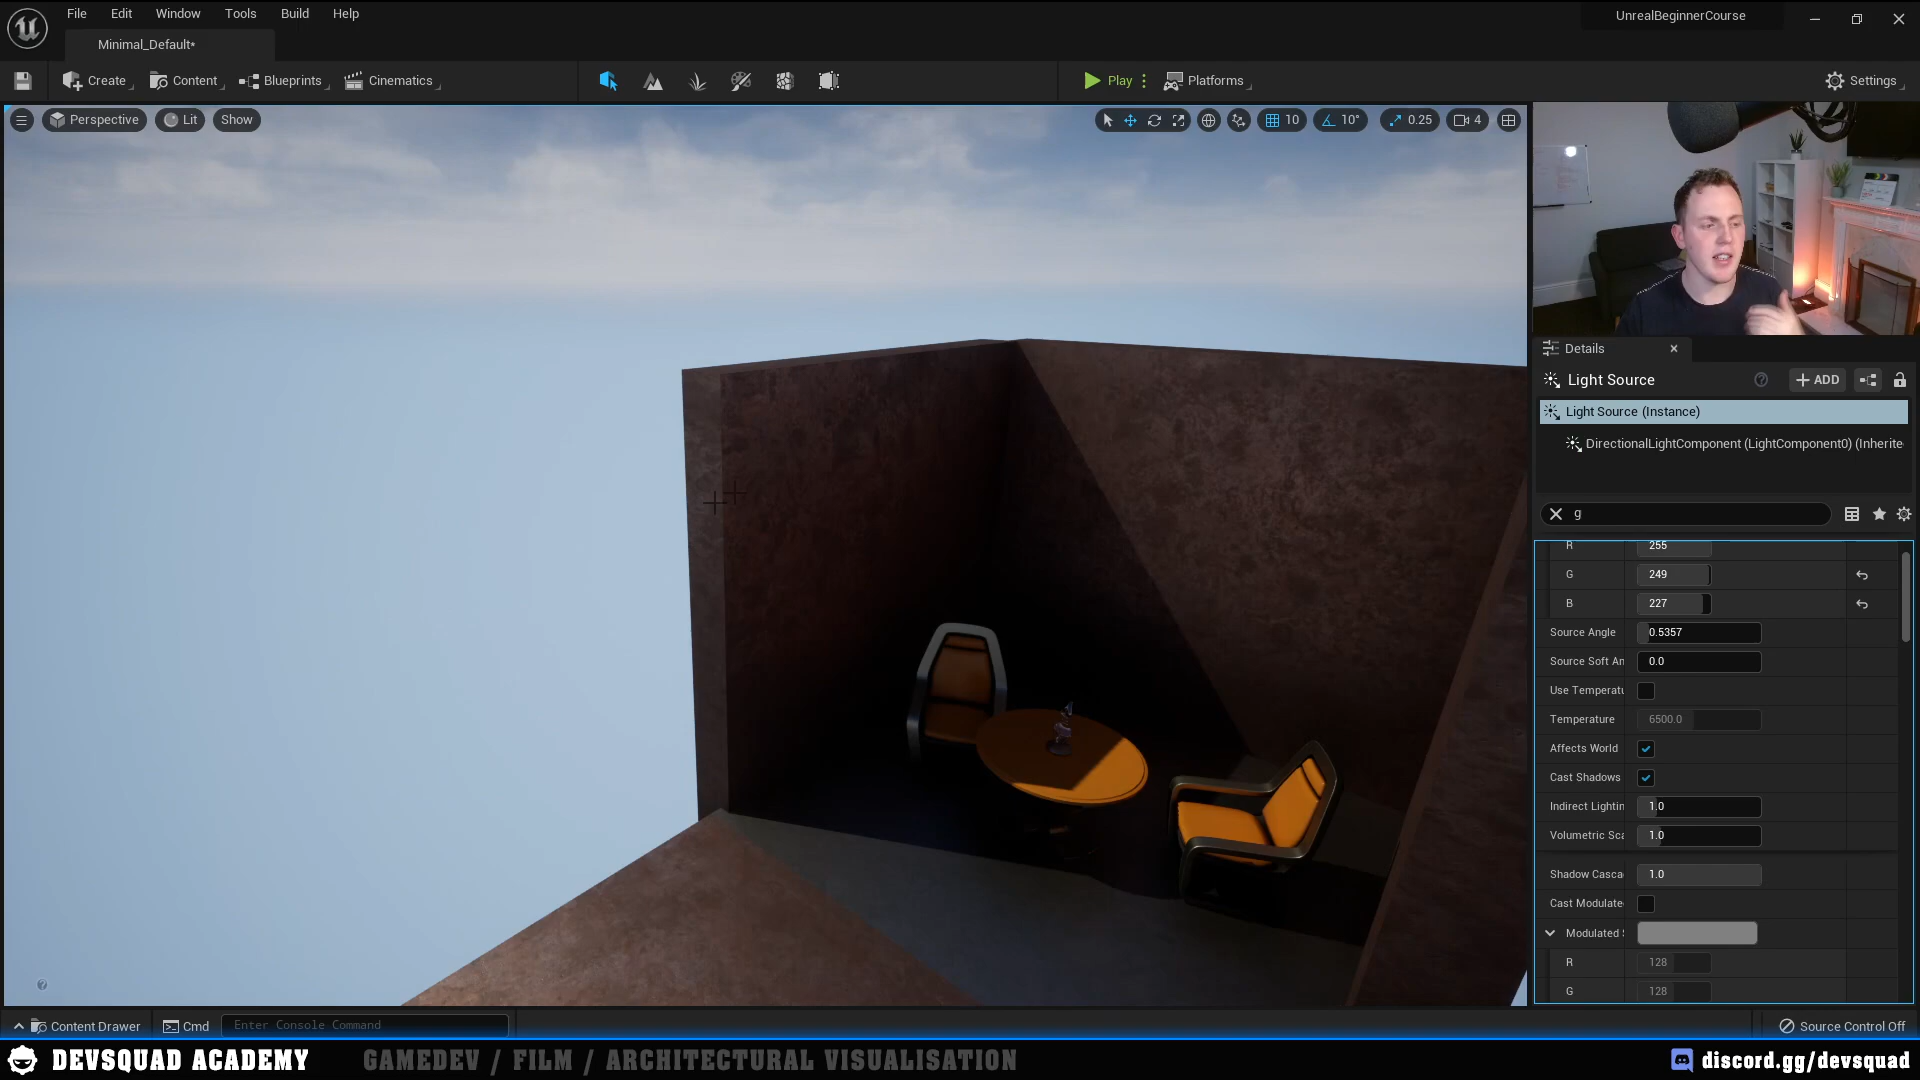 File Edit Window Tools Build Help
UnrealBeginnerCourse
Minimal_Default*
Create Content Blueprints Cinematics Play Platforms Settings
Perspective Lit Show 10 10° 0.25 4
Details
Light Source + ADD
Light Source (Instance)
DirectionalLightComponent (LightComponent0) (Inherite
g
R 255
G 249
B 227
Source Angle 0.5357
Source Soft An 0.0
Use Temperatu
Temperature 6500.0
Affects World
Cast Shadows
Indirect Lightin 1.0
Volumetric Sca 1.0
Shadow Casca 1.0
Cast Modulate
Modulated S
R 128
G 128
Content Drawer Cmd Enter Console Command Source Control Off
DEVSQUAD ACADEMY GAMEDEV / FILM / ARCHITECTURAL VISUALISATION discord.gg/devsquad